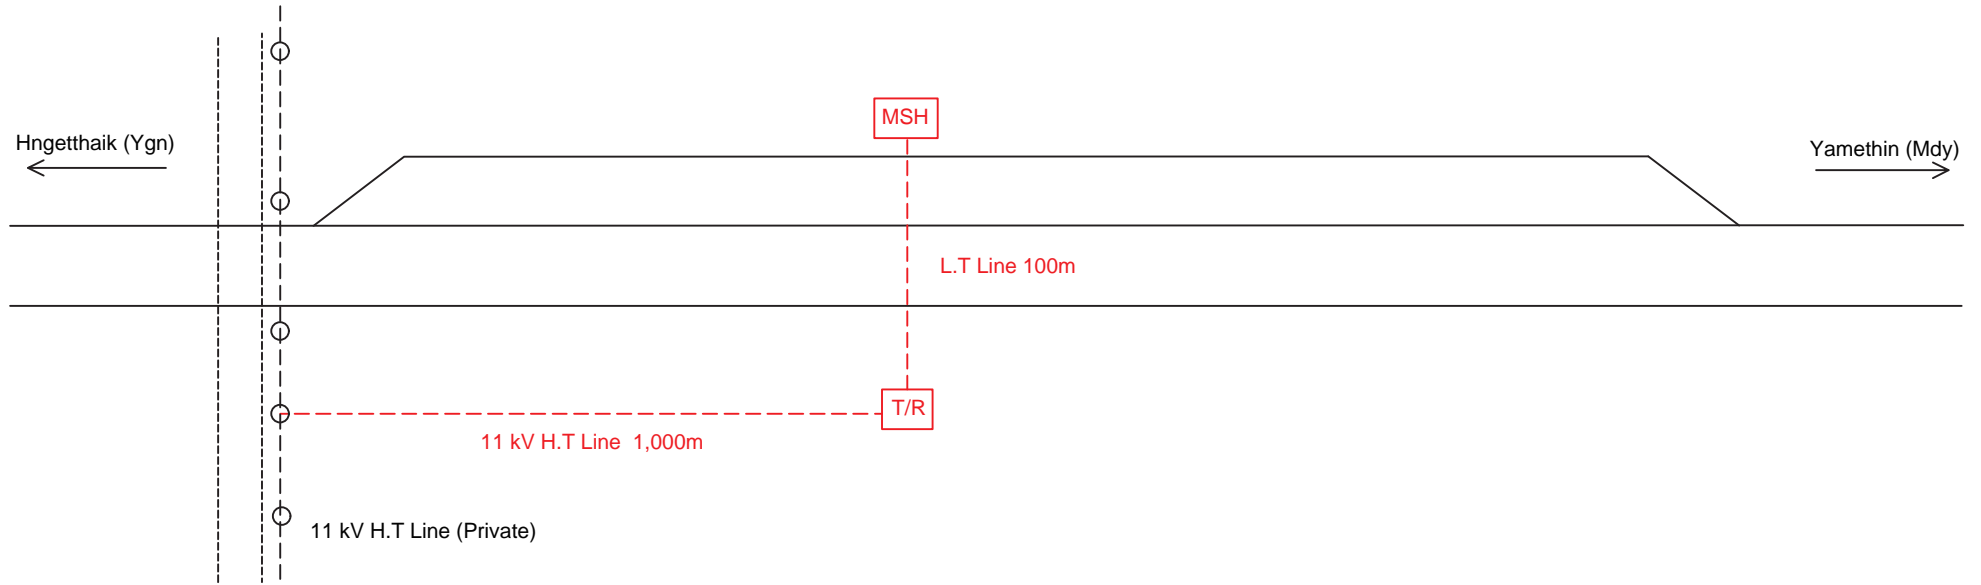 MSH
Hngetthaik (Ygn)
Yamethin (Mdy)
L.T Line 100m
T/R
11 kV H.T Line  1,000m
11 kV H.T Line (Private)